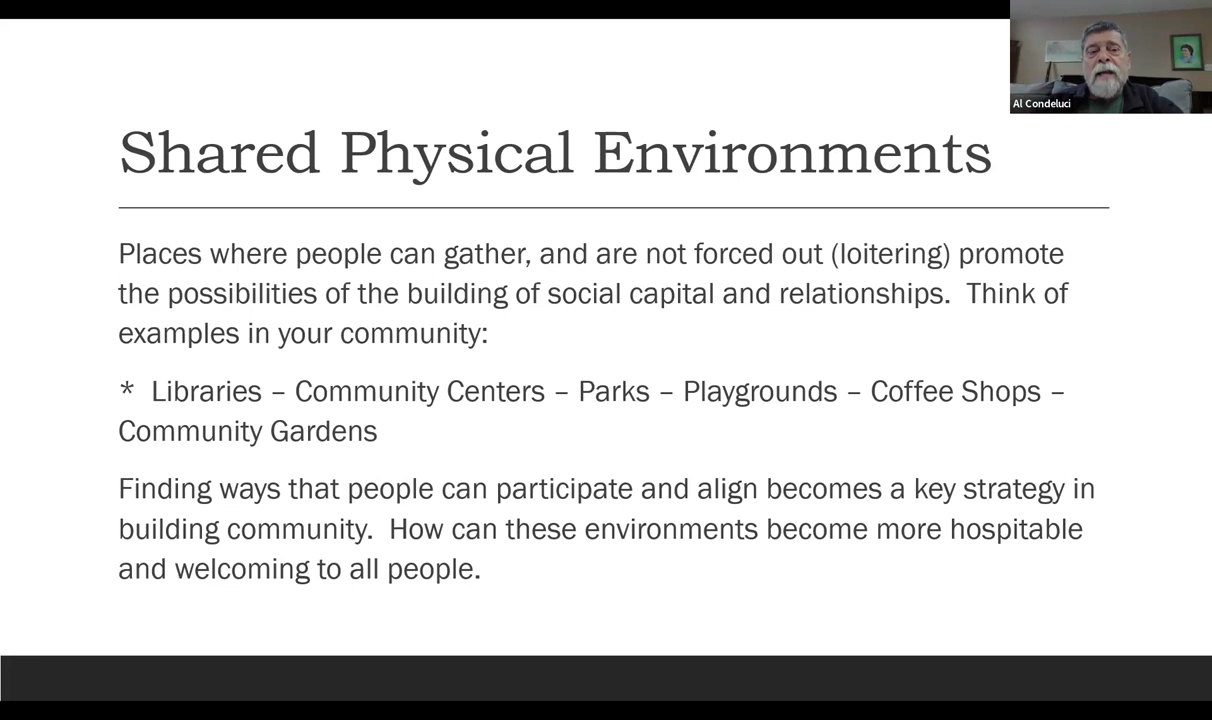 Al Condeluci
Shared Physical Environments
Places where people can gather, and are not forced out (loitering) promote
the possibilities of the building of social capital and relationships.  Think of
examples in your community:
*  Libraries – Community Centers – Parks – Playgrounds – Coffee Shops –
Community Gardens
Finding ways that people can participate and align becomes a key strategy in
building community.  How can these environments become more hospitable
and welcoming to all people.